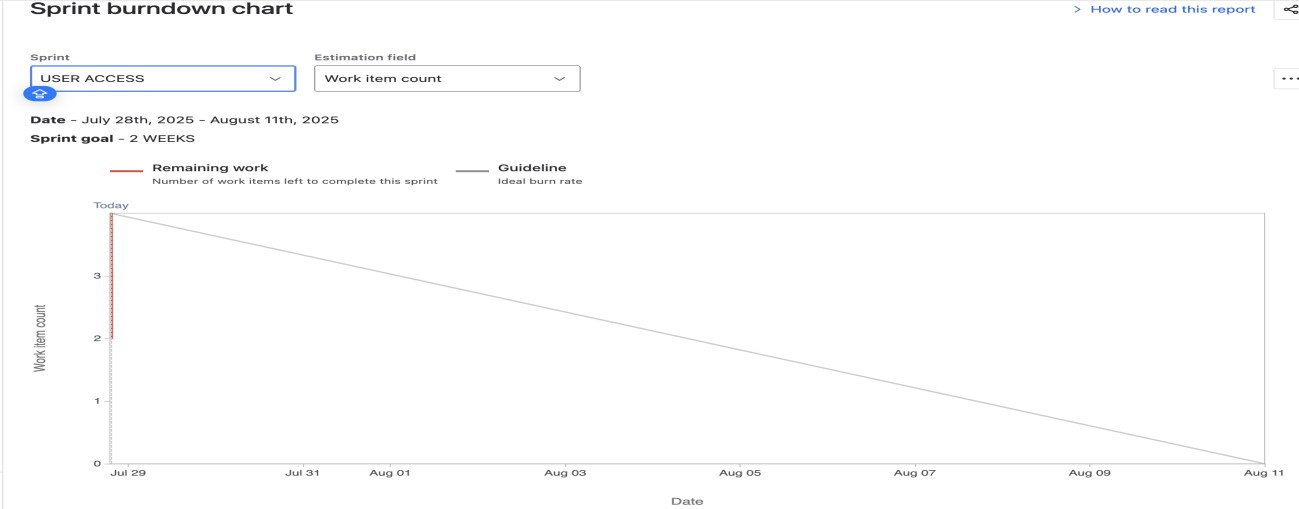 Sprint burndown chart
> How to read this report
Sprint
Estimation field
USER ACCESS
Work item count
Date - July 28th, 2025 - August 11th, 2025
Sprint goal - 2 WEEKS
Remaining work
Number of work items left to complete this sprint
Guideline
Ideal burn rate
Today
3
2
1
0
Work item count
Jul 29 Jul 31 Aug 01 Aug 03 Aug 05 Aug 07 Aug 09 Aug 11
Date